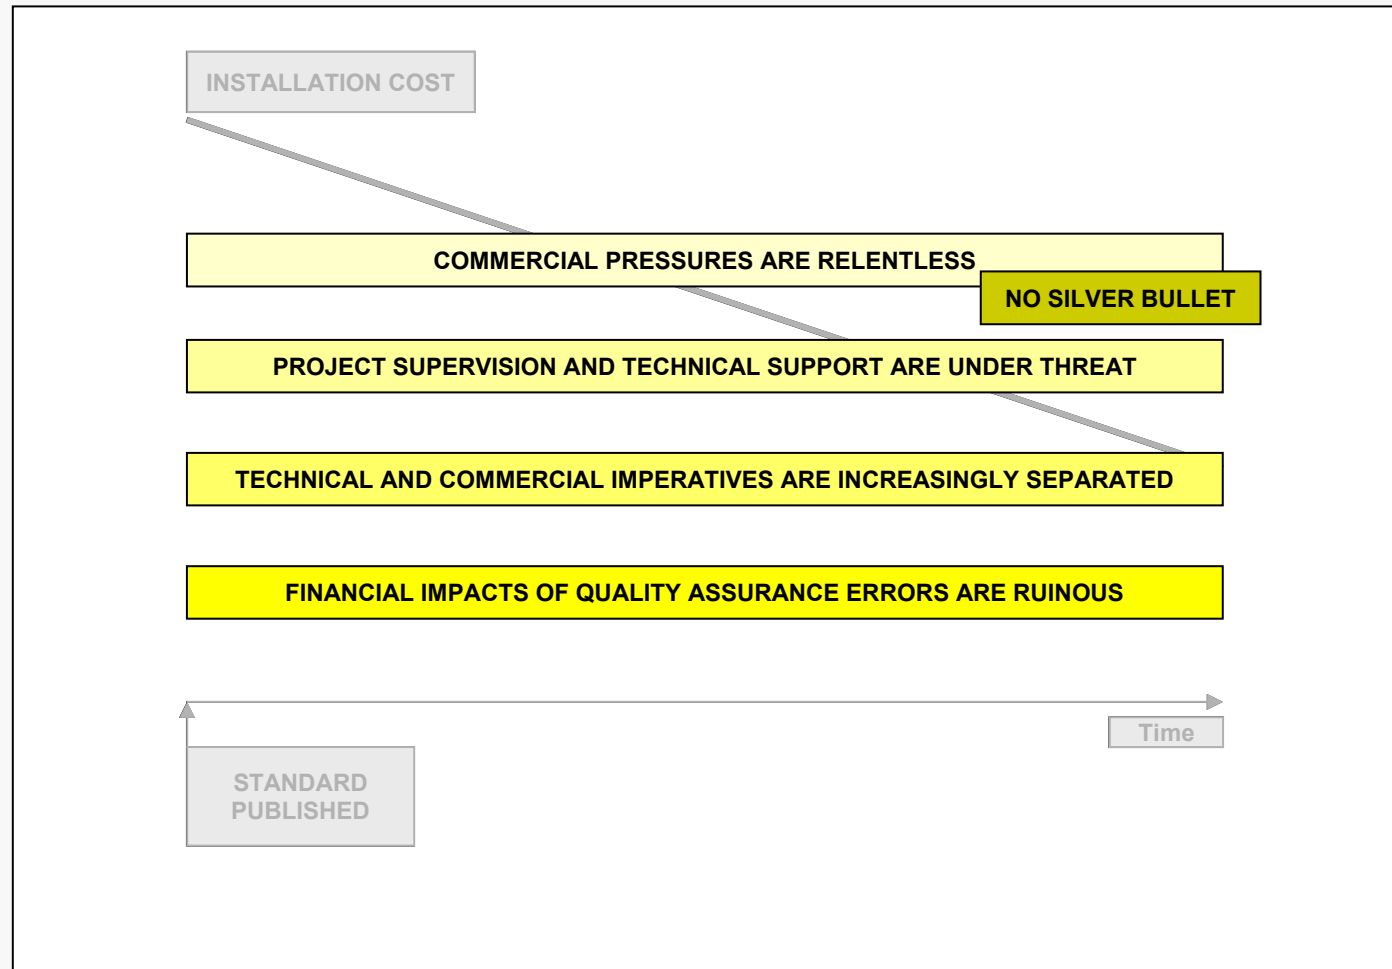 INSTALLATION COST
COMMERCIAL PRESSURES ARE RELENTLESS
NO SILVER BULLET
PROJECT SUPERVISION AND TECHNICAL SUPPORT ARE UNDER THREAT
TECHNICAL AND COMMERCIAL IMPERATIVES ARE INCREASINGLY SEPARATED
FINANCIAL IMPACTS OF QUALITY ASSURANCE ERRORS ARE RUINOUS
Time
STANDARD
PUBLISHED